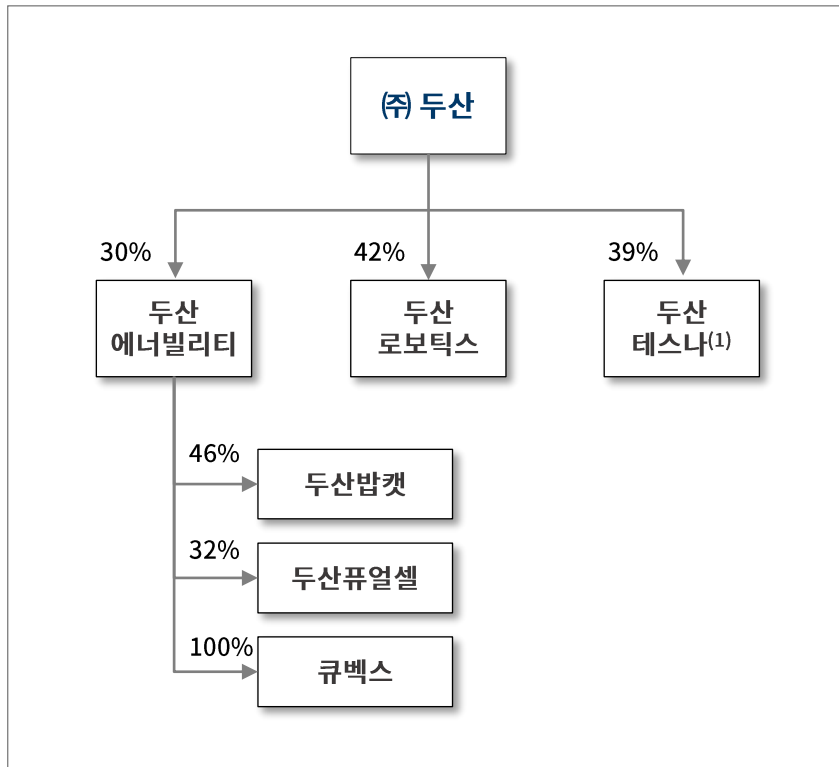 ㈜ 두산
30%
42%
39%
두산
에너빌리티
두산
로보틱스
두산
테스나(1)
46%
두산밥캣
32%
두산퓨얼셀
100%
큐벡스